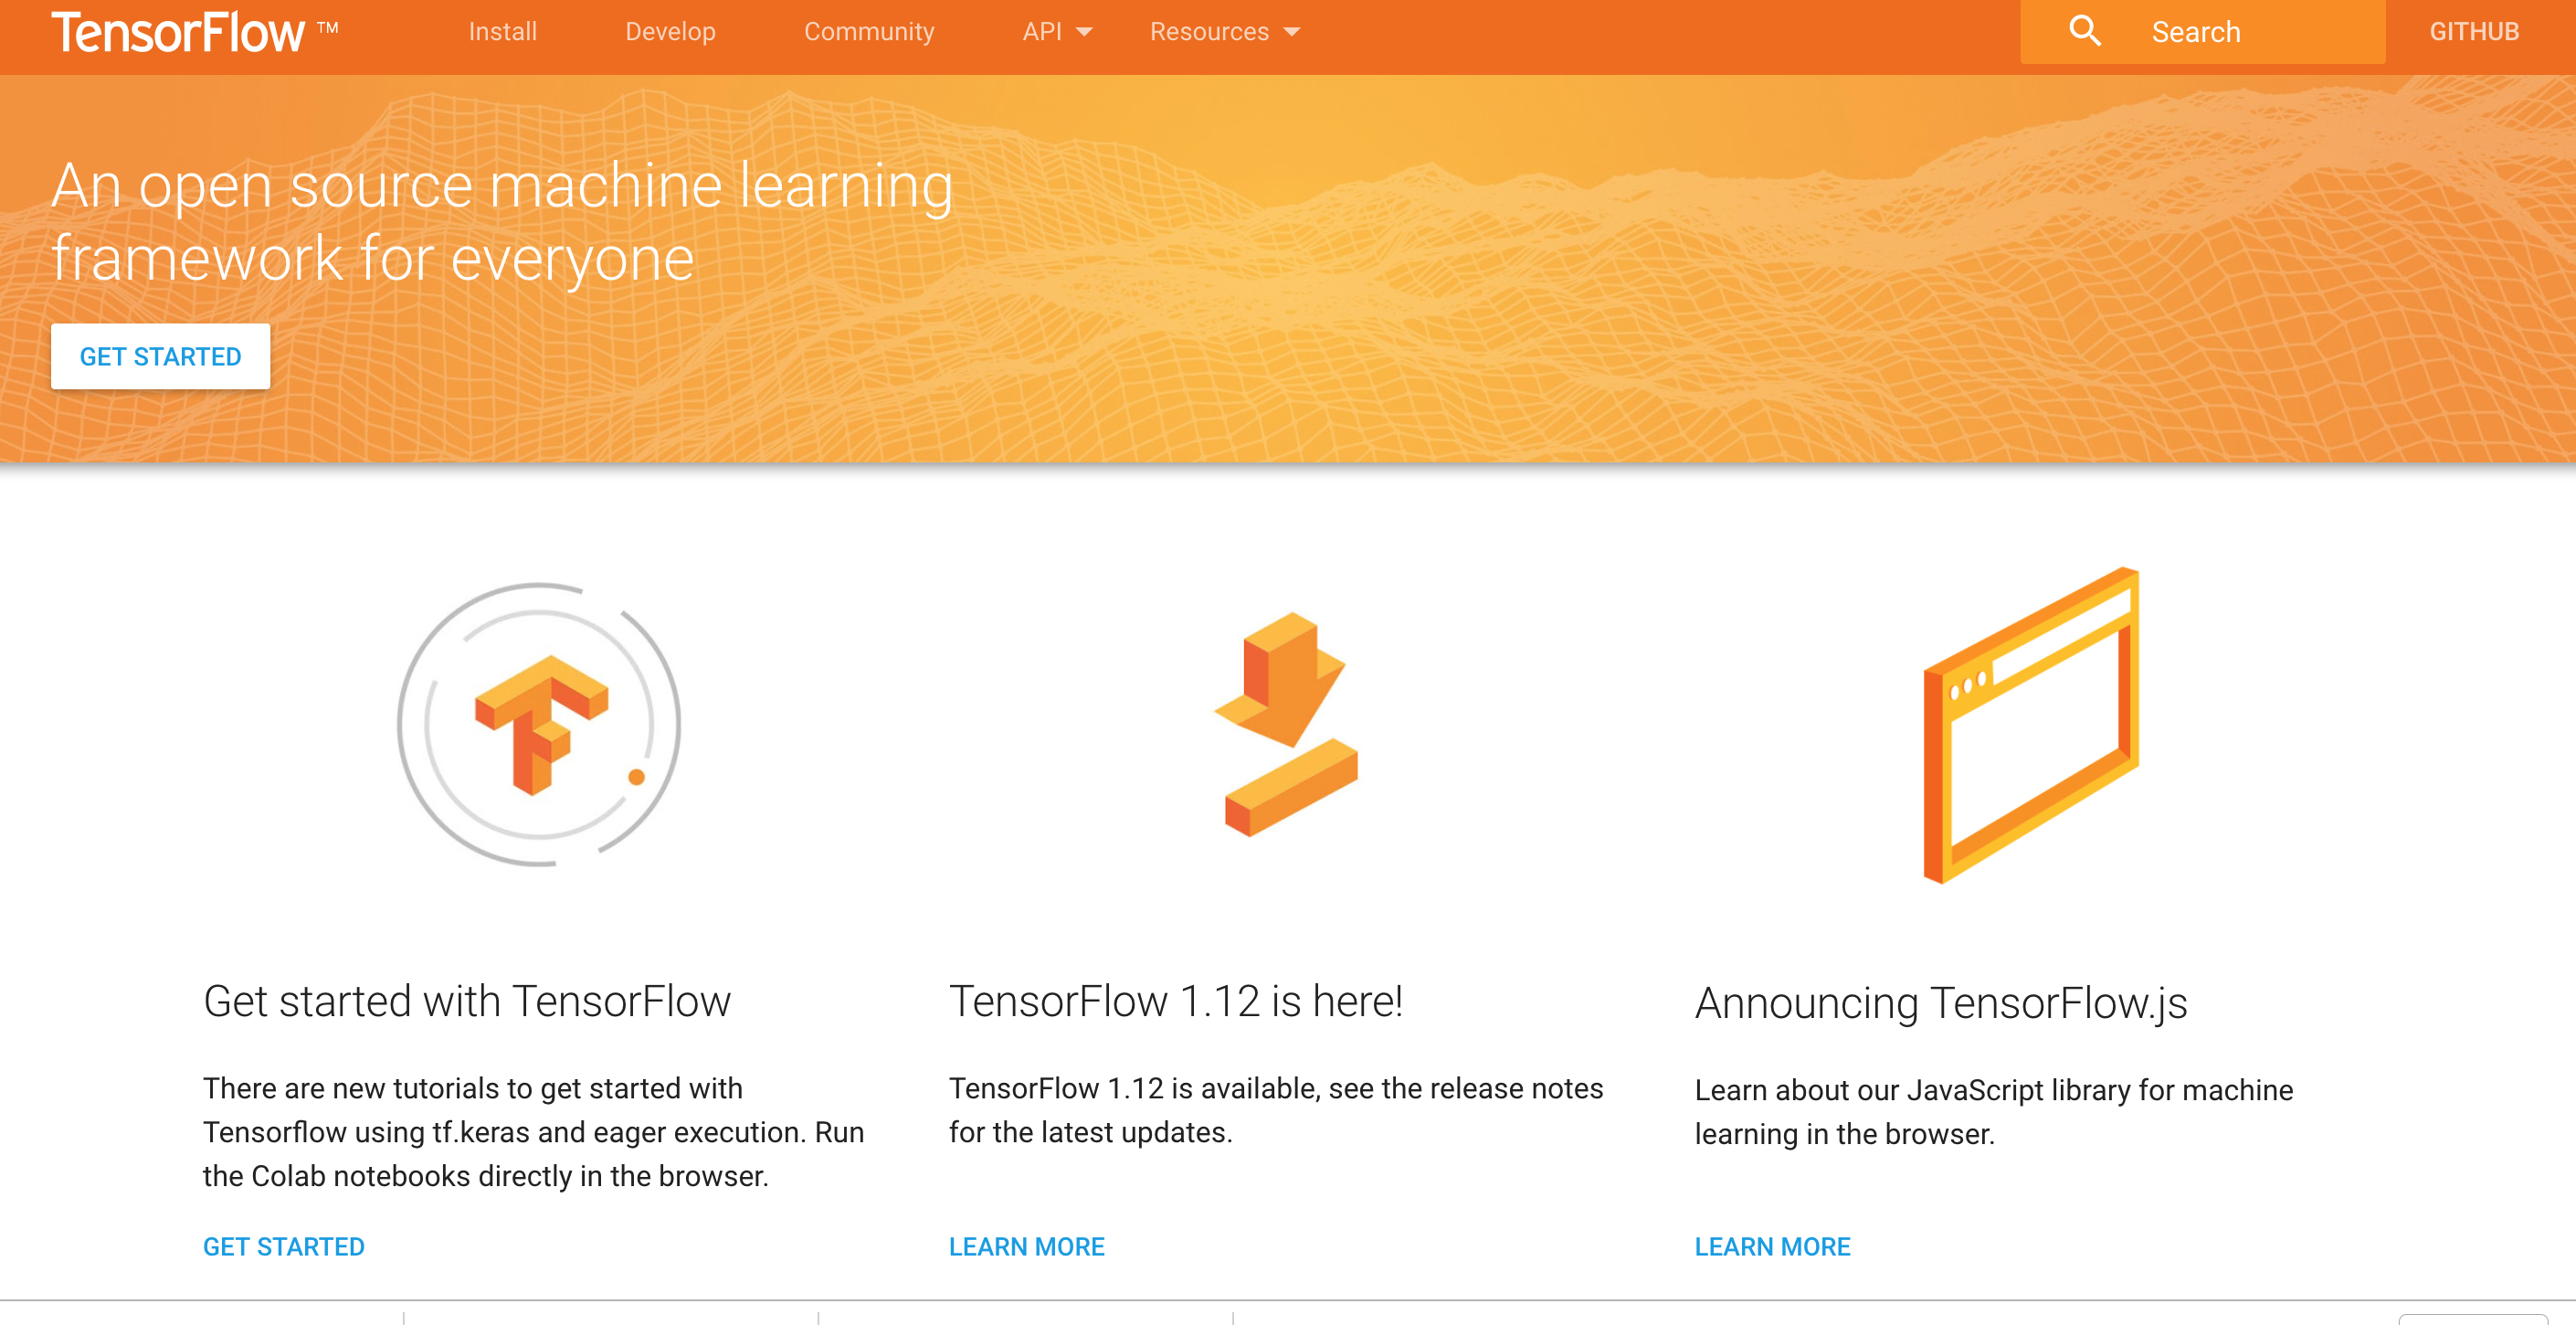 TensorFlow ™
Install
Develop
Community
API
Resources
Search
GITHUB
An open source machine learning
framework for everyone
GET STARTED
Get started with TensorFlow
There are new tutorials to get started with
Tensorflow using tf.keras and eager execution. Run
the Colab notebooks directly in the browser.
GET STARTED
TensorFlow 1.12 is here!
TensorFlow 1.12 is available, see the release notes
for the latest updates.
LEARN MORE
Announcing TensorFlow.js
Learn about our JavaScript library for machine
learning in the browser.
LEARN MORE